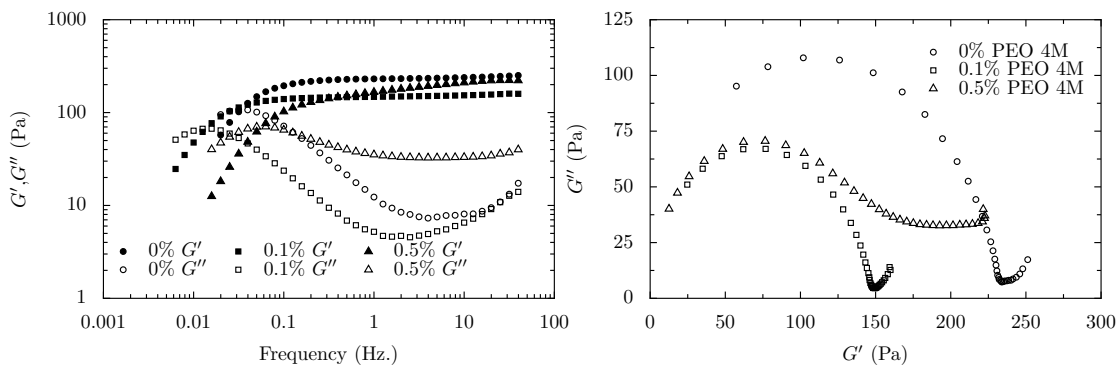 1000
100
10
1
0.001
0.01
0.1
1
10
100
G′,G″ (Pa)
Frequency (Hz.)
0% G′
0.1% G′
0.5% G′
0% G″
0.1% G″
0.5% G″
125
100
75
50
25
0
0
50
100
150
200
250
300
G″ (Pa)
G′ (Pa)
0% PEO 4M
0.1% PEO 4M
0.5% PEO 4M